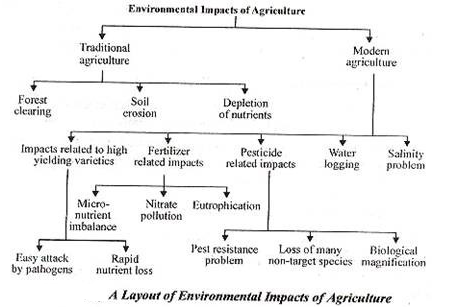 Environmental Impacts of Agriculture
Traditional
agriculture
Modern
agriculture
Forest
clearing
Soil
erosion
Depletion
of nutrients
Impacts related to high
yielding varietics
Fertilizer
related impacts
Pesticide
related impacts
Water
logging
Salinity
problem
Micro-
nutrient
imbalance
Nitrate
pollution
Eutrophication
Easy attack
by pathogens
Rapid
nutrient loss
Pest resistance
problem
Loss of many
non-target species
Biological
magnification
A Layout of Environmental Impacts of Agriculture